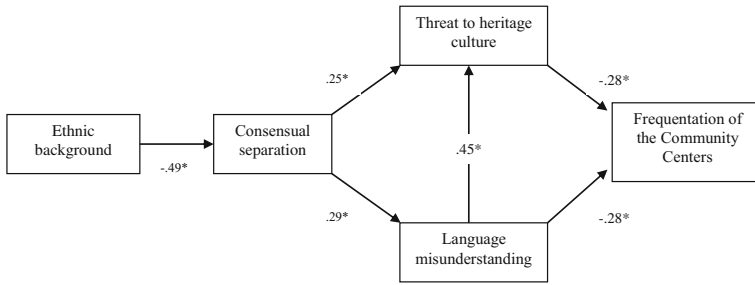 Threat to heritage
culture
.25*
-.28*
Ethnic
background
-.49*
Consensual
separation
.45*
Frequentation of
the Community
Centers
.29*
-.28*
Language
misunderstanding